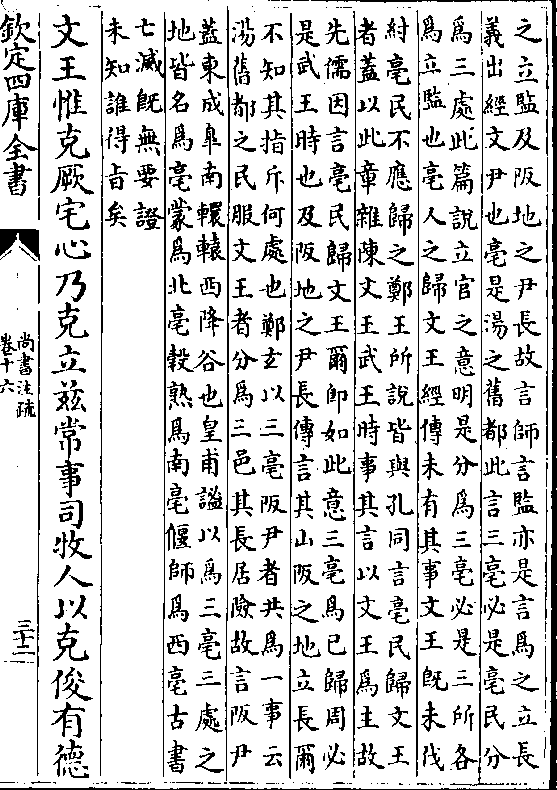 之立監及阪地之尹長故言師言監亦是言爲之立長
義出經文尹也亳是湯之舊都此言三亳必是亳民分
爲三處此篇說立官之意明是分爲三亳必是三所各
爲立監也亳人之歸文王經傳未有其事文王旣未伐
紂亳民不應歸之鄭王所說皆與孔同言亳民歸文王
者蓋以此章雜陳文王武王時事其言以文王爲主故
先儒因言亳民歸文王爾卽如此意三亳爲已歸周必
是武王時也及阪地之尹長傳言其山阪之地立長爾
不知其指斥何處也鄭玄以三亳阪尹者共爲一事云
湯舊都之民服文王者分爲三邑其長居險故言阪尹
蓋東成臯南轘轅西降谷也皇甫謐以爲三亳三處之
地皆名爲亳蒙爲北亳穀熟爲南亳偃師爲西亳古書
亡滅旣無要證
未知誰得旨矣
文王惟克厥宅心乃克立兹常事司牧人以克俊有德
欽定四庫全書
尚書注疏
卷十六
三十二